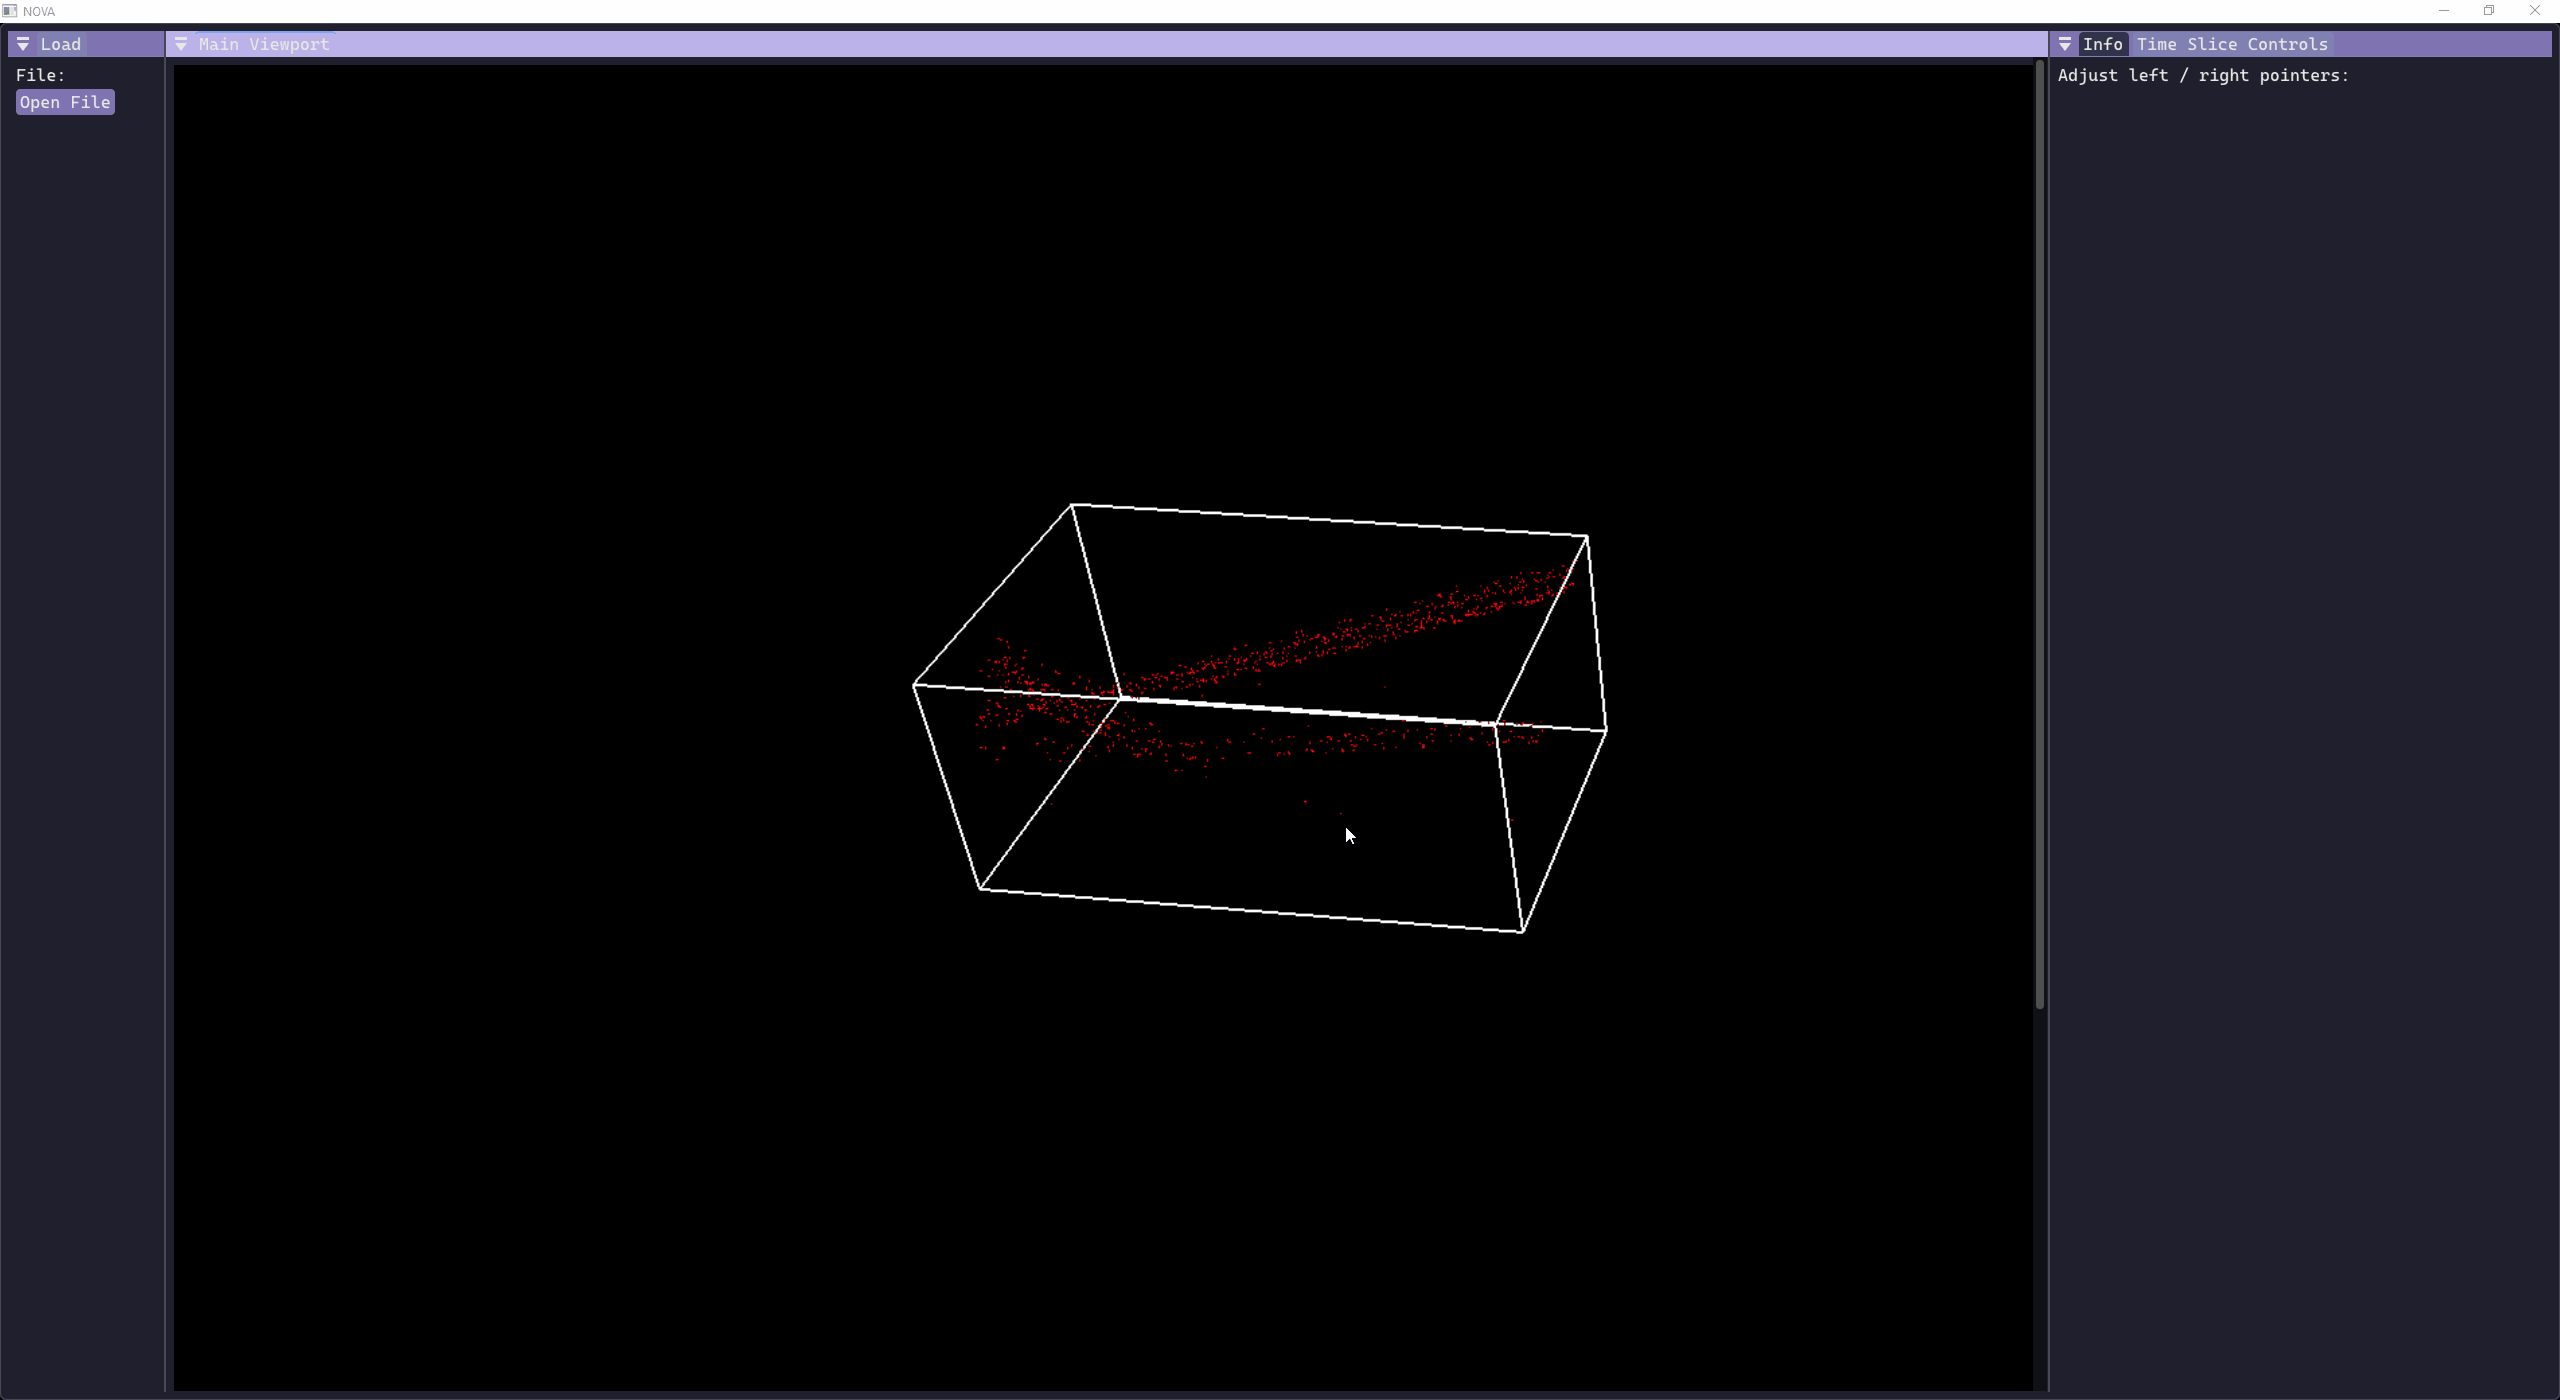 NOVA
Load
Main Viewport
Info Time Slice Controls
File:
Open File
Adjust left / right pointers: